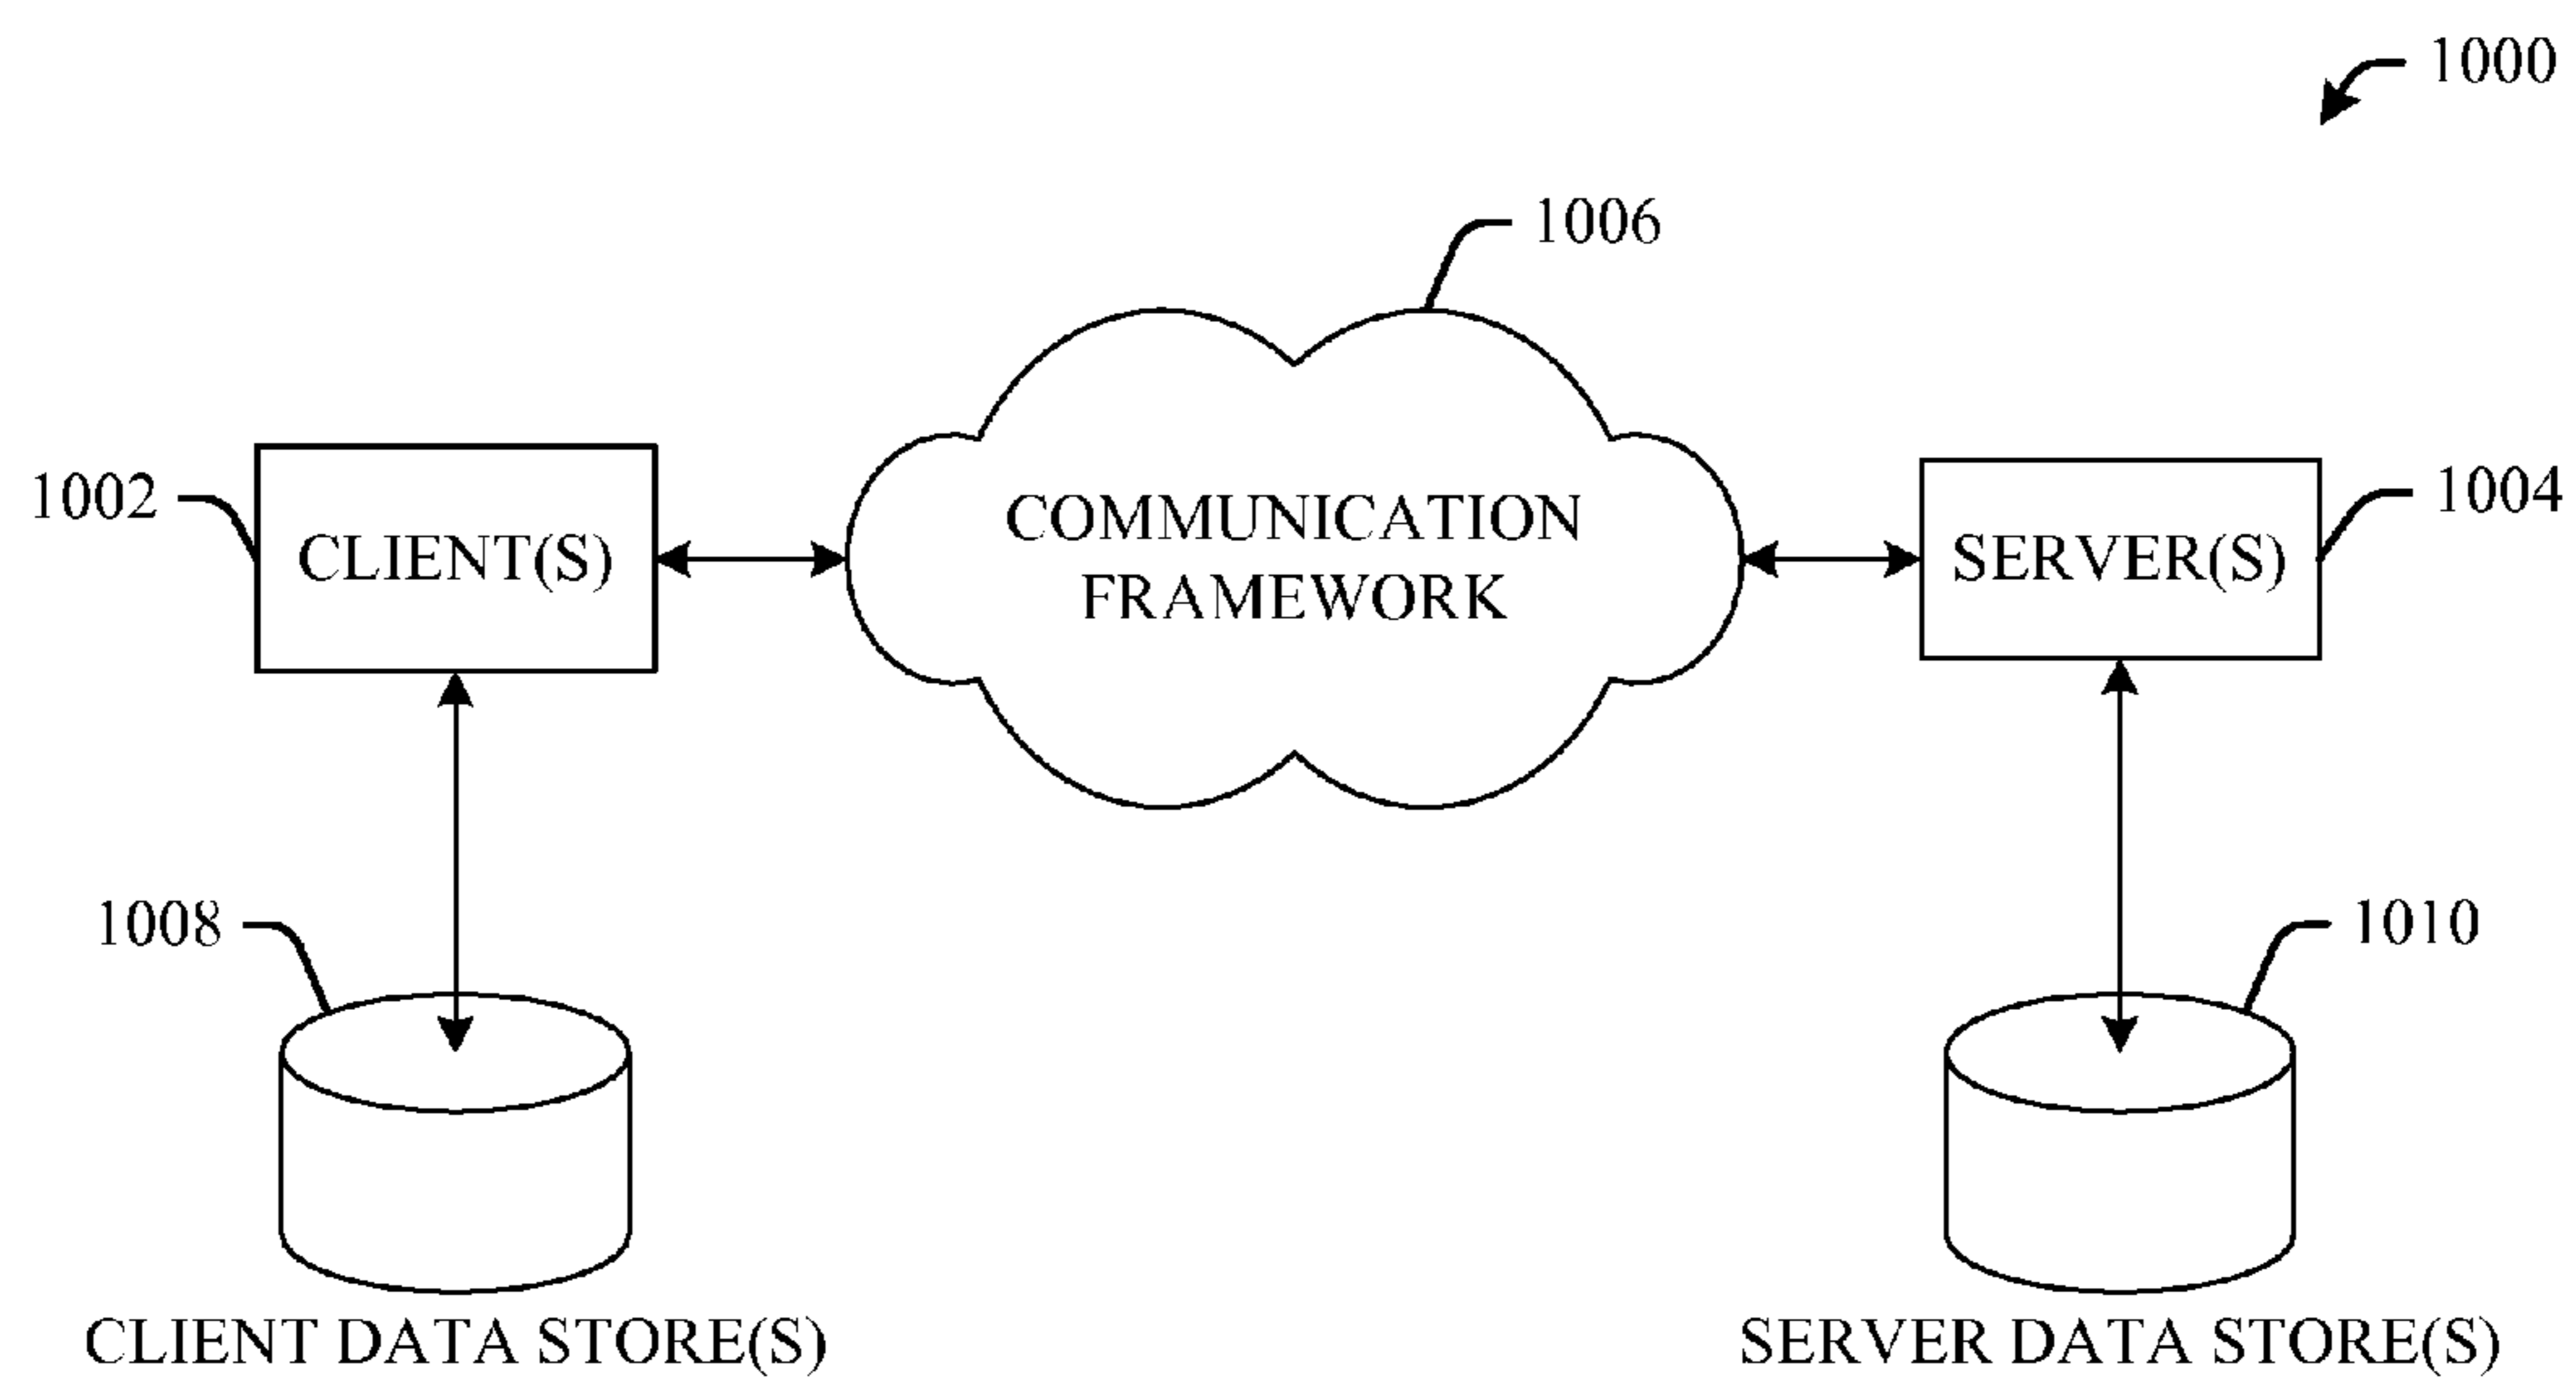 1000
1006
1002
CLIENT(S)
COMMUNICATION
FRAMEWORK
SERVER(S)
1004
1008
1010
CLIENT DATA STORE(S)
SERVER DATA STORE(S)